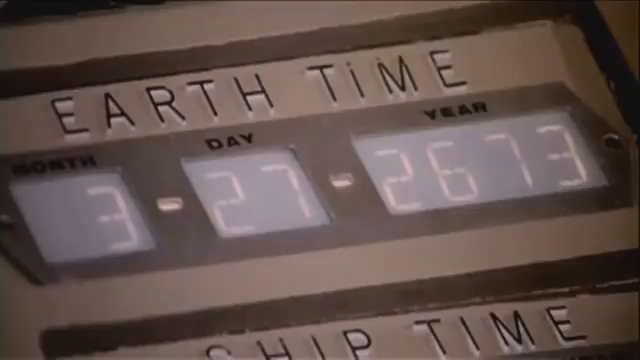 EARTH TIME
MONTH DAY YEAR
3 - 27 - 2673
SHIP TIME